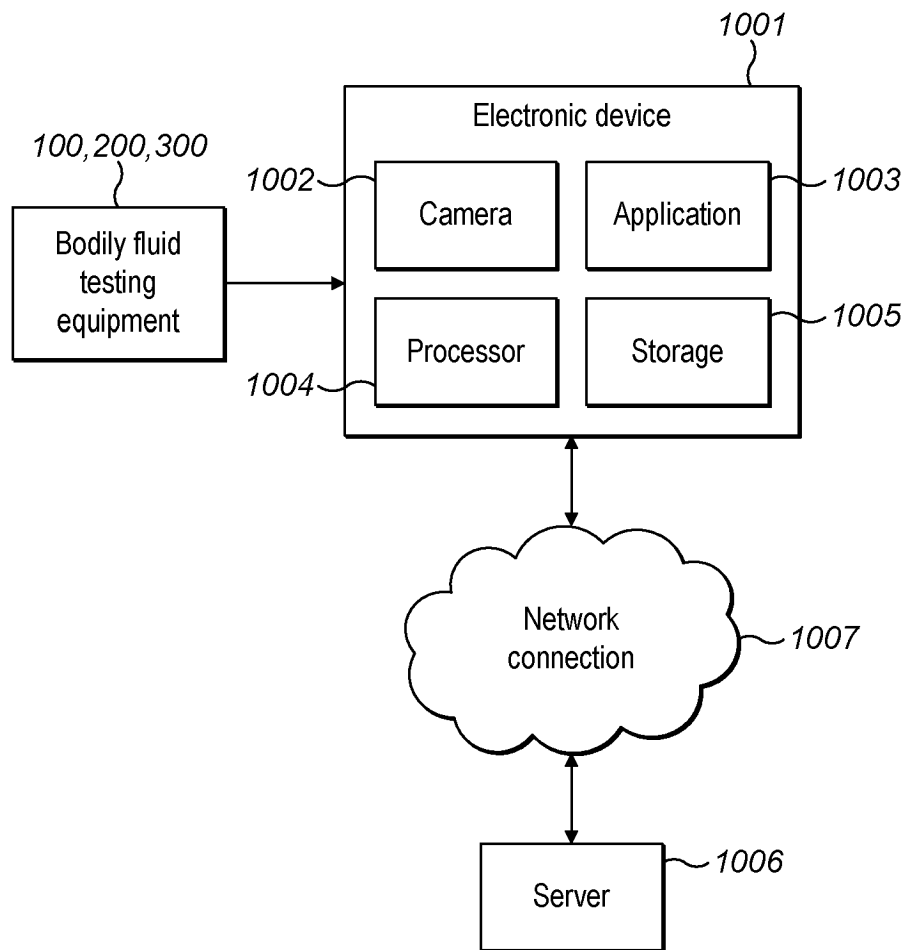 1001
Electronic device
100,200,300
1002
1003
Camera
Application
Bodily fluid
testing
equipment
1005
Processor
Storage
1004
Network
connection
1007
1006
Server